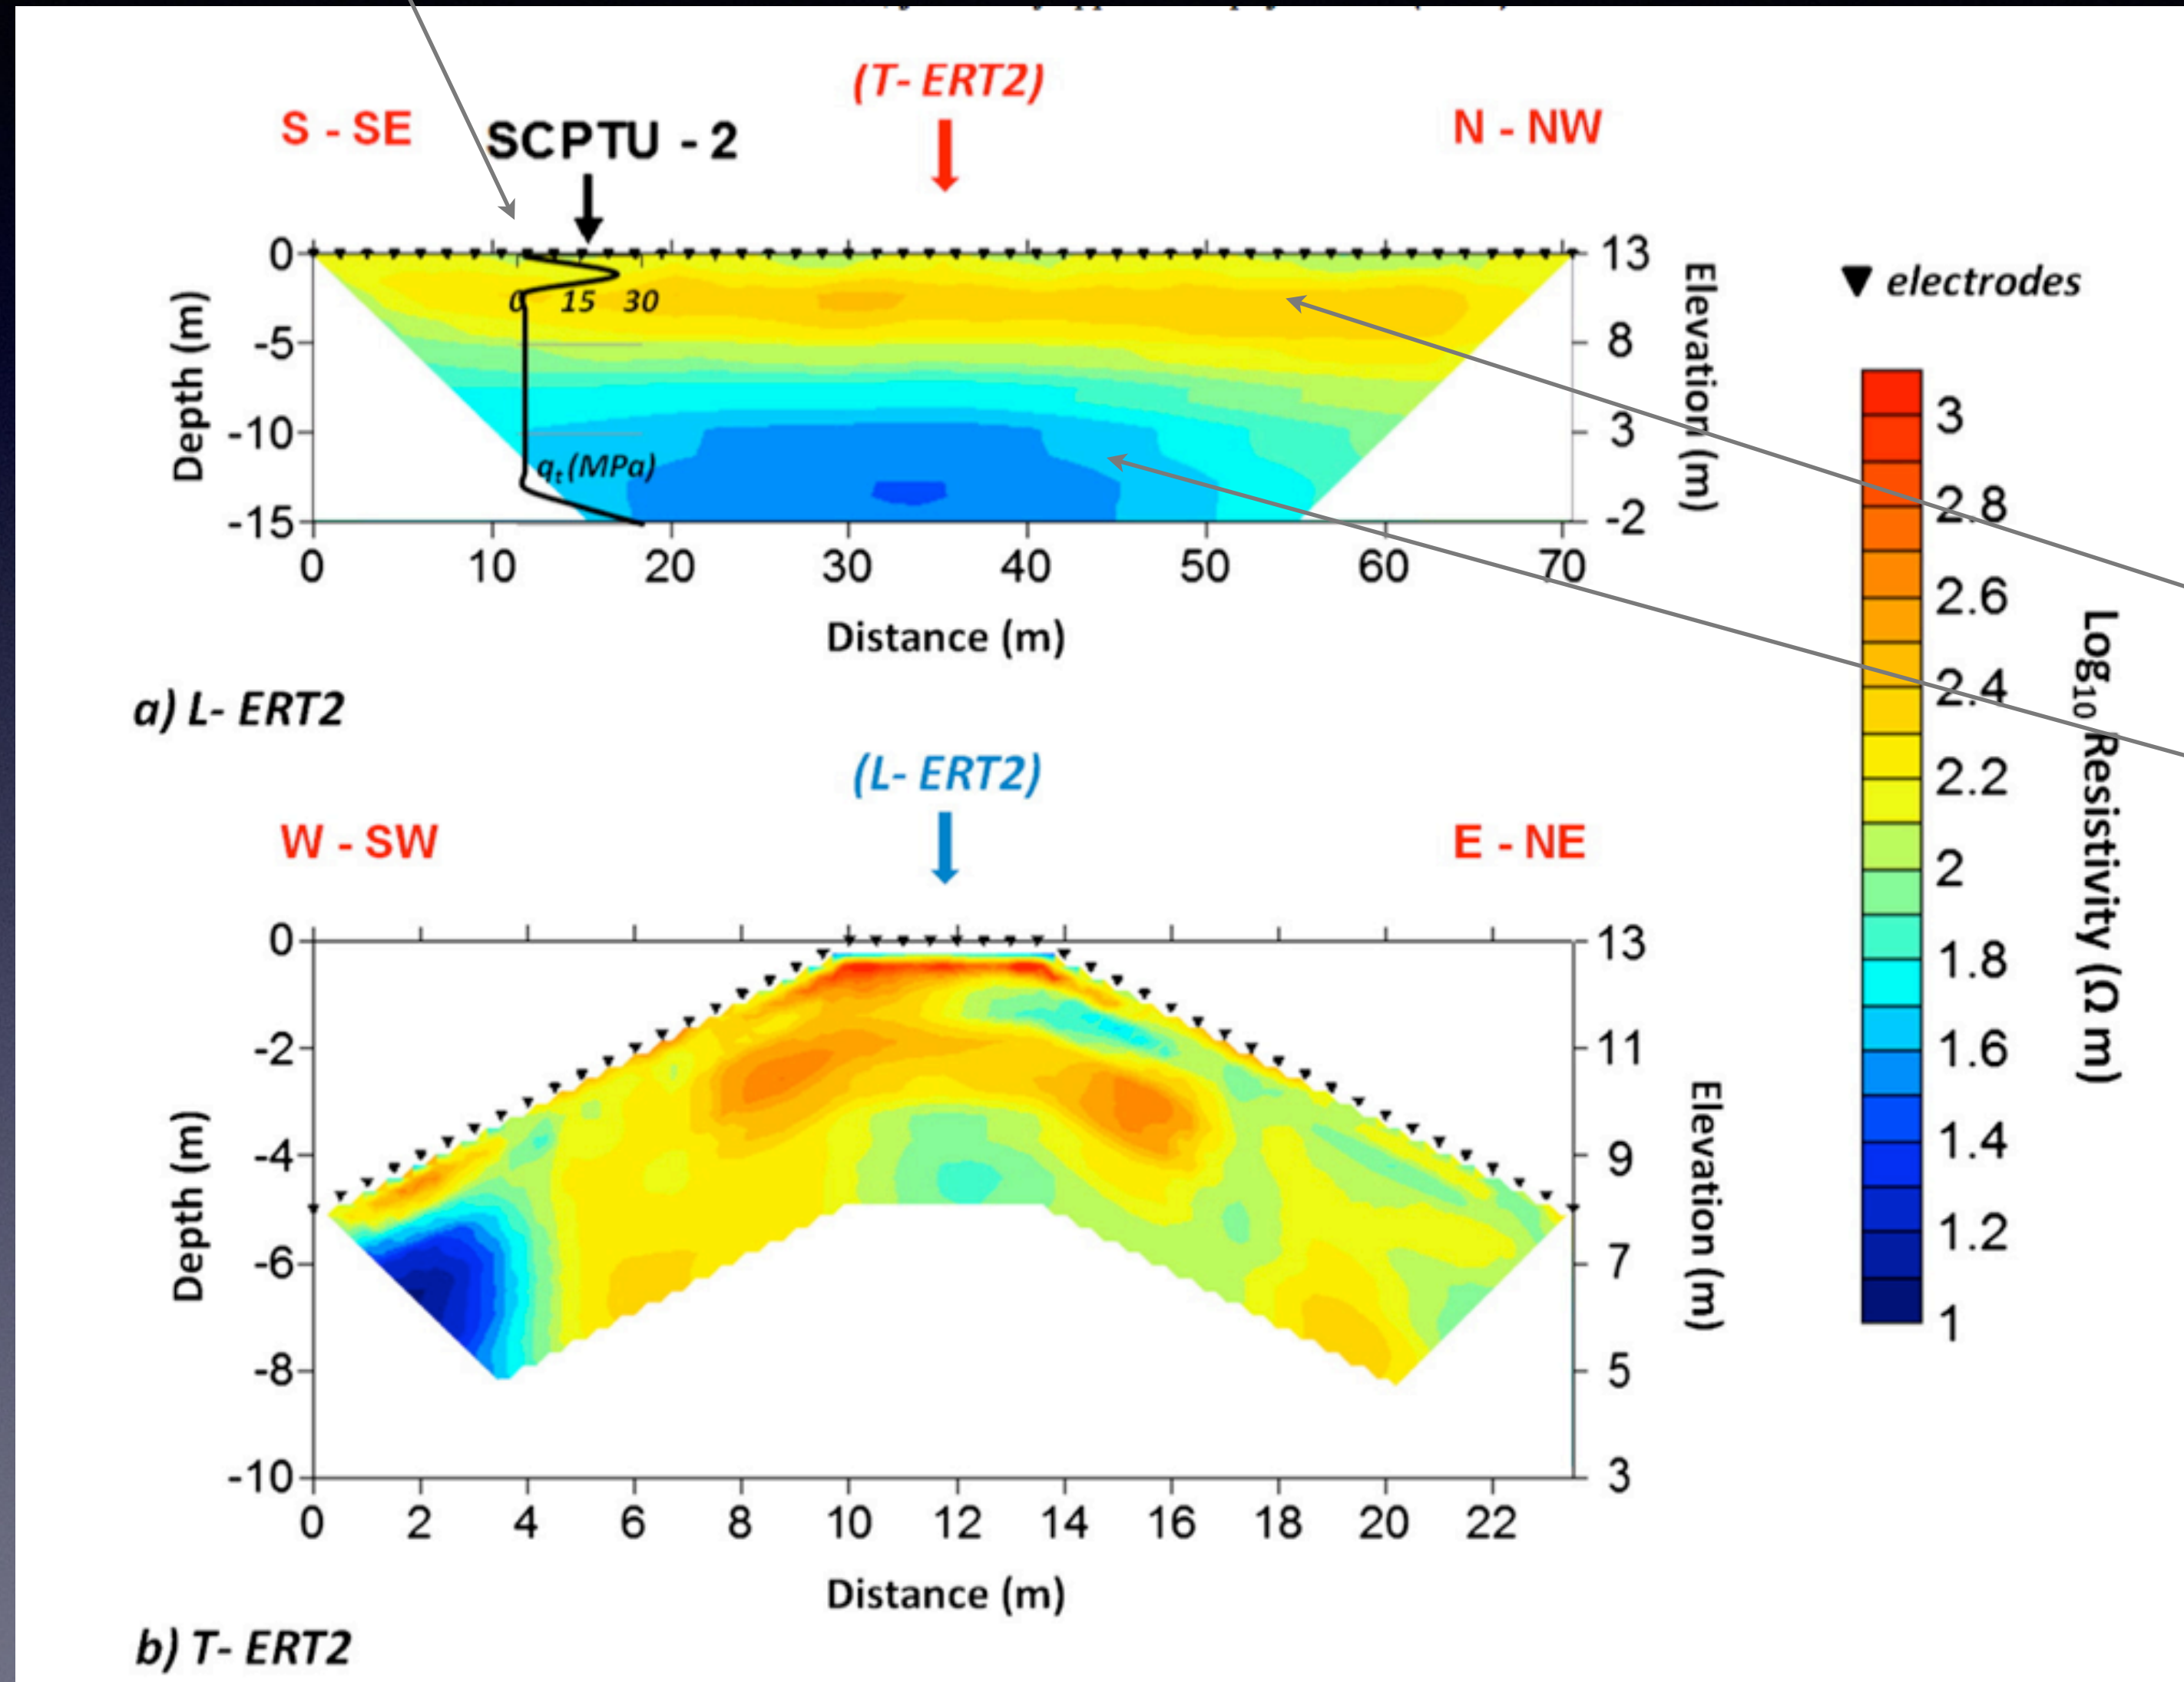 (T- ERT2)
S - SE
N - NW
SCPTU - 2
0
13
electrodes
0 15 30
Depth (m)
Elevation (m)
-5
8
3
-10
3
qt (MPa)
2.8
-15
-2
0 10 20 30 40 50 60 70
2.6
Distance (m)
Log10 Resistivity (Ω m)
2.4
a) L- ERT2
(L- ERT2)
2.2
W - SW
E - NE
2
0
13
1.8
-2
11
1.6
Depth (m)
Elevation (m)
-4
9
1.4
-6
7
1.2
-8
5
1
-10
3
0 2 4 6 8 10 12 14 16 18 20 22
Distance (m)
b) T- ERT2